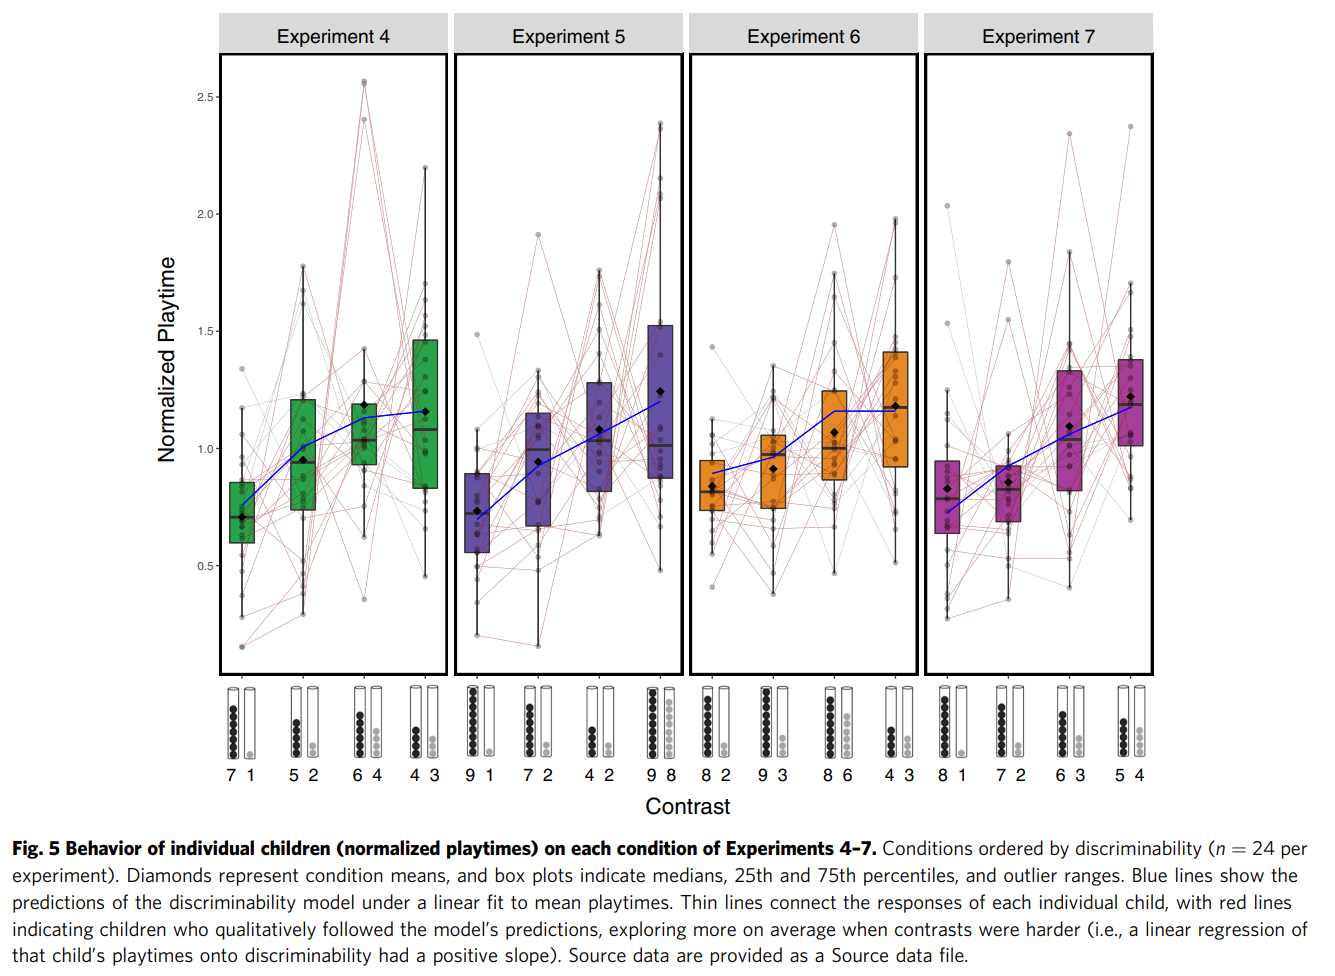 Experiment 4 Experiment 5 Experiment 6 Experiment 7
2.5
2.0
1.5
1.0
0.5
Normalized Playtime
7 1 5 2 6 4 4 3 9 1 7 2 4 2 9 8 8 2 9 3 8 6 4 3 8 1 7 2 6 3 5 4
Contrast
Fig. 5 Behavior of individual children (normalized playtimes) on each condition of Experiments 4–7. Conditions ordered by discriminability (n = 24 per
experiment). Diamonds represent condition means, and box plots indicate medians, 25th and 75th percentiles, and outlier ranges. Blue lines show the
predictions of the discriminability model under a linear fit to mean playtimes. Thin lines connect the responses of each individual child, with red lines
indicating children who qualitatively followed the model's predictions, exploring more on average when contrasts were harder (i.e., a linear regression of
that child's playtimes onto discriminability had a positive slope). Source data are provided as a Source data file.